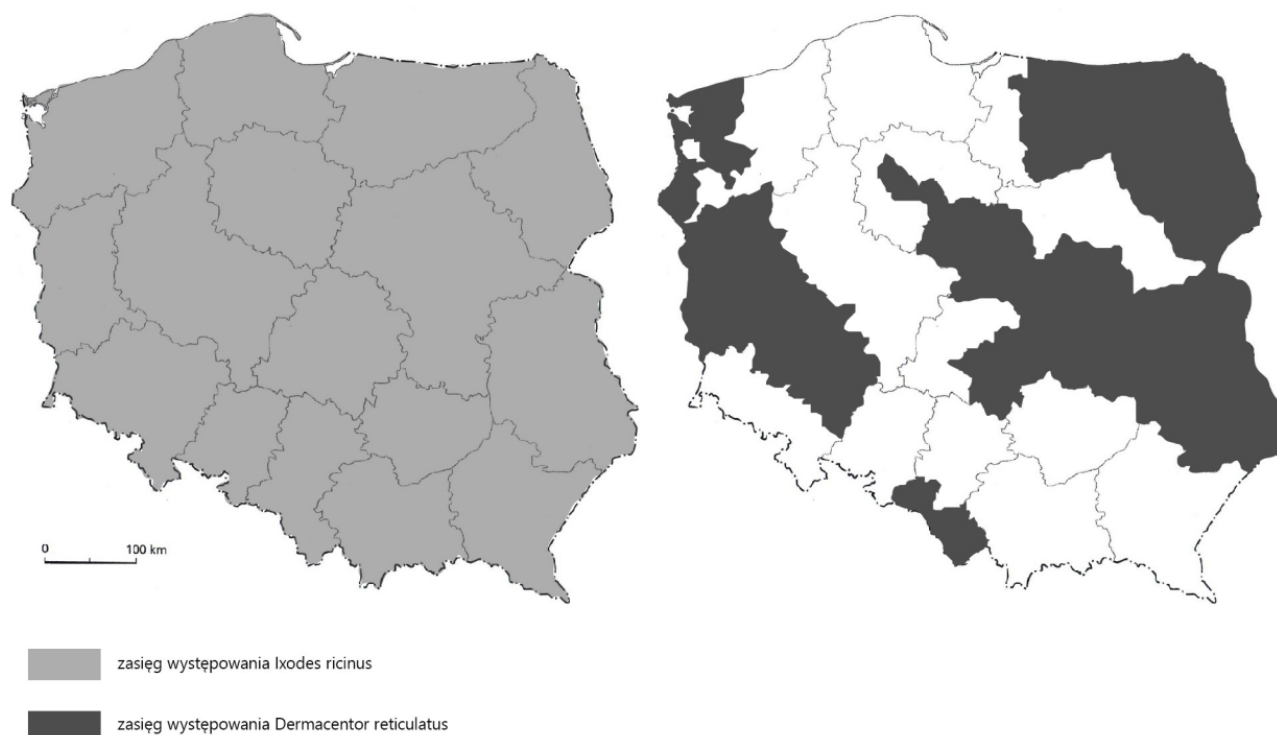 0 100 km
zasięg występowania Ixodes ricinus
zasięg występowania Dermacentor reticulatus